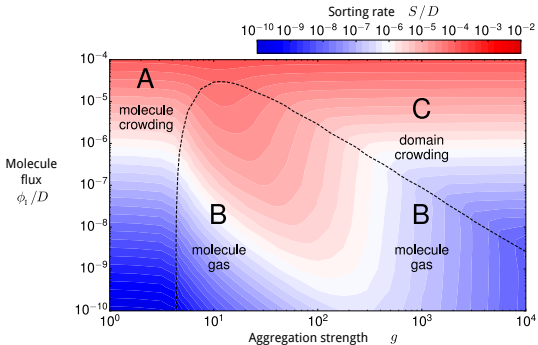 Sorting rate S/D
10⁻¹⁰ 10⁻⁹ 10⁻⁸ 10⁻⁷ 10⁻⁶ 10⁻⁵ 10⁻⁴ 10⁻³ 10⁻²
10⁻⁴
10⁻⁵
10⁻⁶
10⁻⁷
10⁻⁸
10⁻⁹
10⁻¹⁰
Molecule
flux
ϕ₁/D
A
molecule
crowding
C
domain
crowding
B
molecule
gas
B
molecule
gas
10⁰ 10¹ 10² 10³ 10⁴
Aggregation strength g